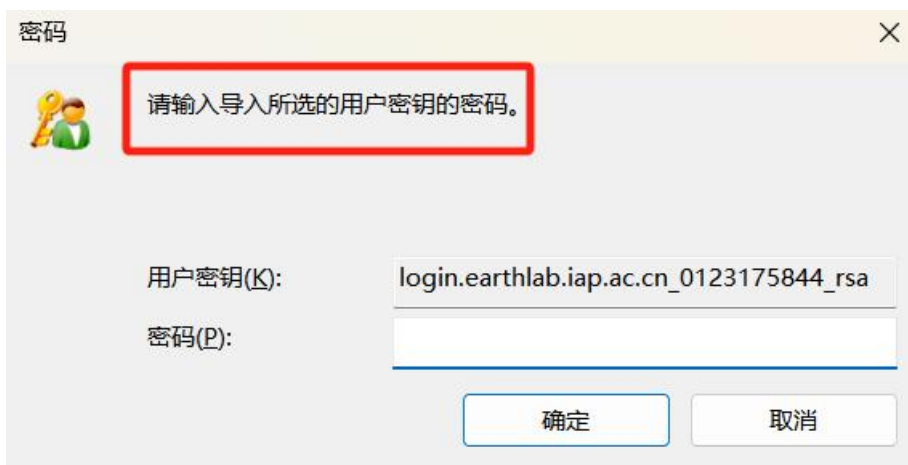 密码
请输入导入所选的用户密钥的密码。
用户密钥(K): login.earthlab.iap.ac.cn_0123175844_rsa
密码(P):
确定 取消